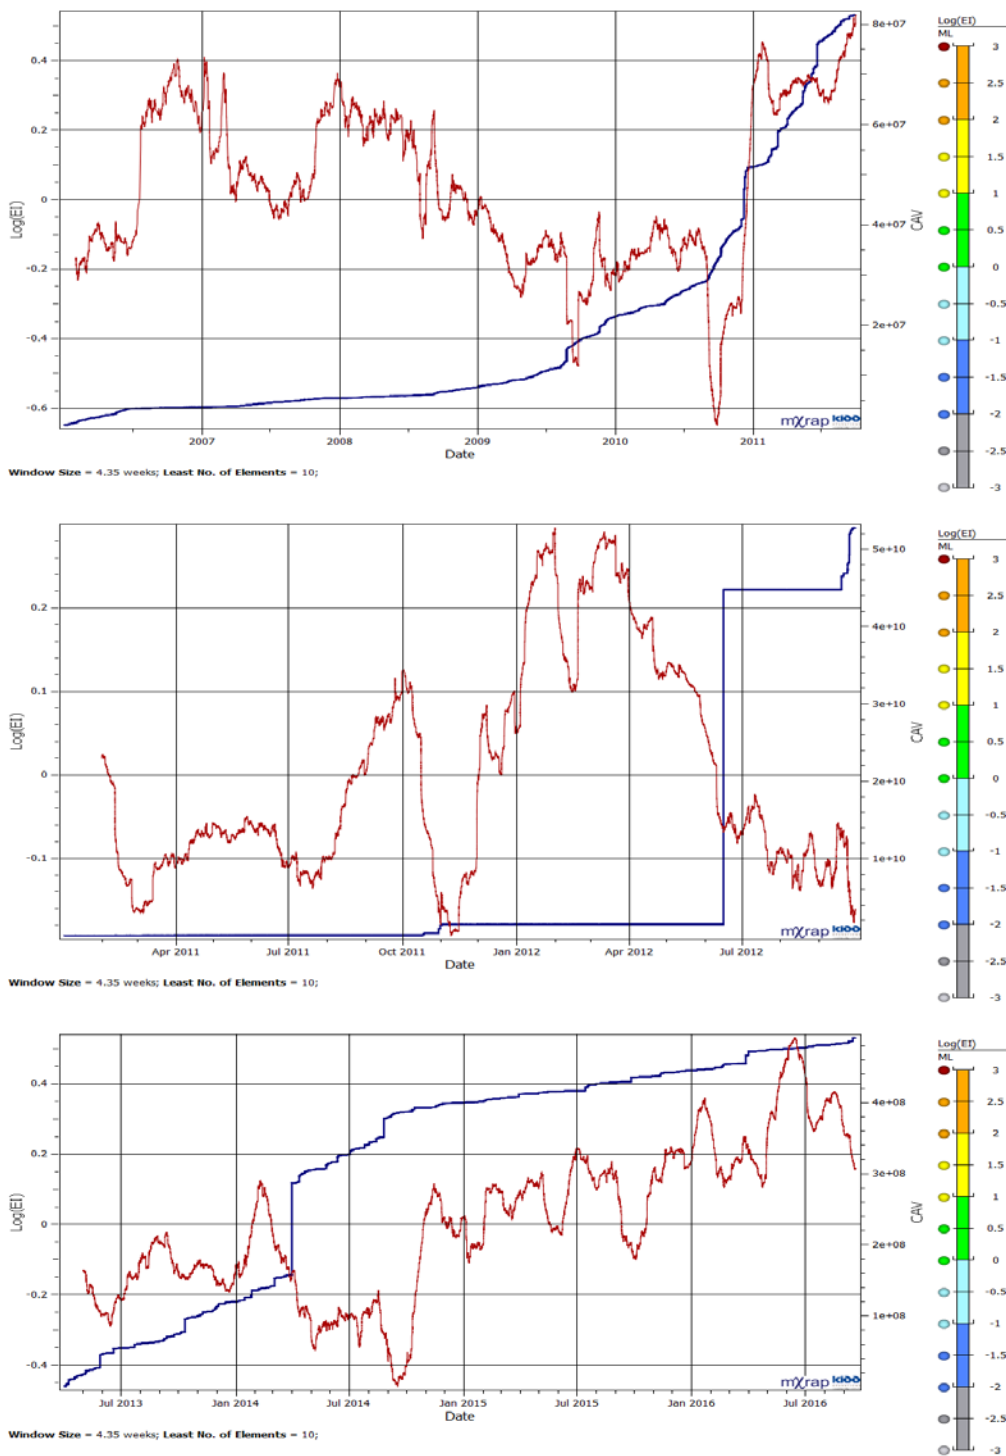 Log(EI)
ML
0.4
0.2
0
-0.2
-0.4
-0.6
Log(EI)
8e+07
6e+07
4e+07
2e+07
CAV
3
2.5
2
1.5
1
0.5
0
-0.5
-1
-1.5
-2
-2.5
-3
mXrap
2007
2008
2009
2010
2011
Date
Window Size = 4.35 weeks; Least No. of Elements = 10;
Log(EI)
ML
0.2
0.1
0
-0.1
Log(EI)
5e+10
4e+10
3e+10
2e+10
1e+10
CAV
3
2.5
2
1.5
1
0.5
0
-0.5
-1
-1.5
-2
-2.5
-3
mXrap
Apr 2011
Jul 2011
Oct 2011
Jan 2012
Apr 2012
Jul 2012
Date
Window Size = 4.35 weeks; Least No. of Elements = 10;
Log(EI)
ML
0.4
0.2
0
-0.2
-0.4
Log(EI)
4e+08
3e+08
2e+08
1e+08
CAV
3
2.5
2
1.5
1
0.5
0
-0.5
-1
-1.5
-2
-2.5
-3
mXrap
Jul 2013
Jan 2014
Jul 2014
Jan 2015
Jul 2015
Jan 2016
Jul 2016
Date
Window Size = 4.35 weeks; Least No. of Elements = 10;